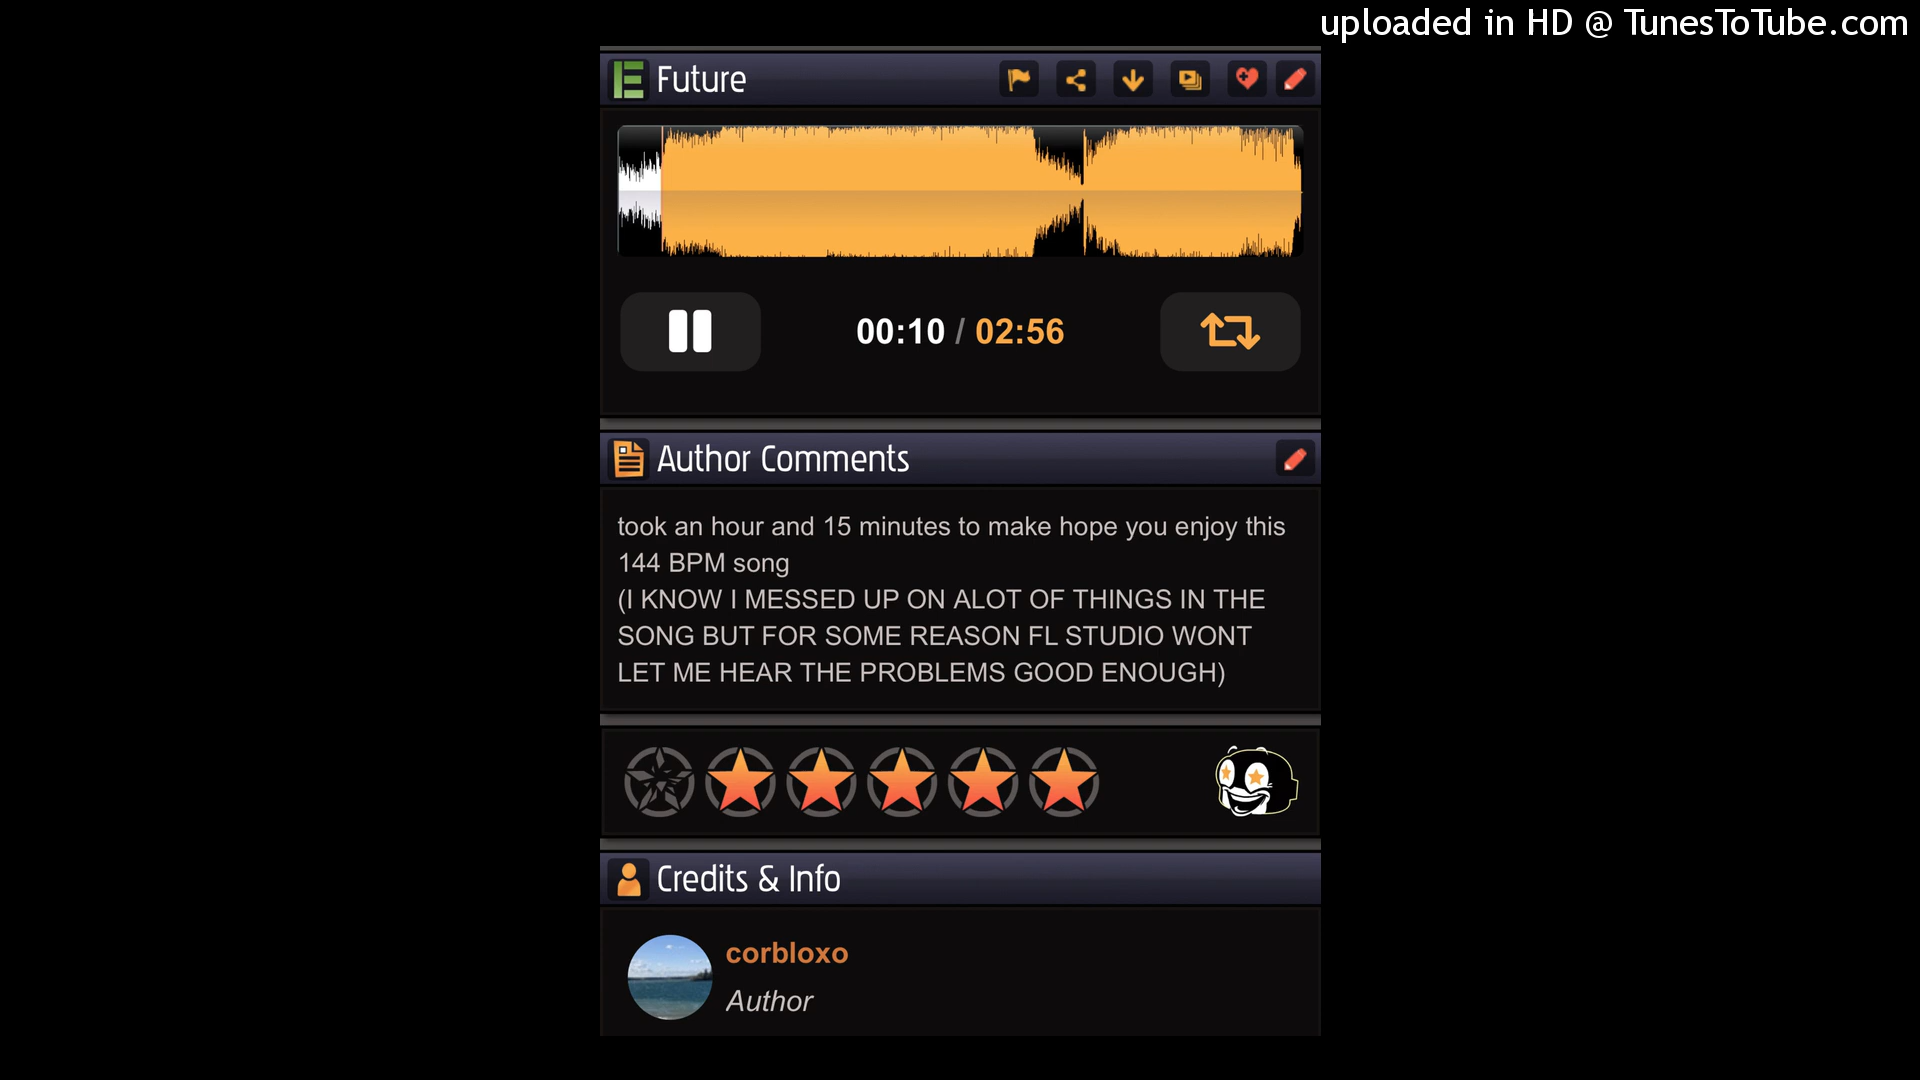 uploaded in HD @ TunesToTube.com
E Future
00:10 / 02:56
Author Comments
took an hour and 15 minutes to make hope you enjoy this
144 BPM song
(I KNOW I MESSED UP ON ALOT OF THINGS IN THE
SONG BUT FOR SOME REASON FL STUDIO WONT
LET ME HEAR THE PROBLEMS GOOD ENOUGH)
Credits & Info
corbloxo
Author